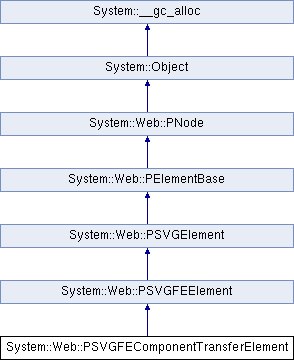 System::__gc_alloc
System::Object
System::Web::PNode
System::Web::PElementBase
System::Web::PSVGElement
System::Web::PSVGFEElement
System::Web::PSVGFEComponentTransferElement